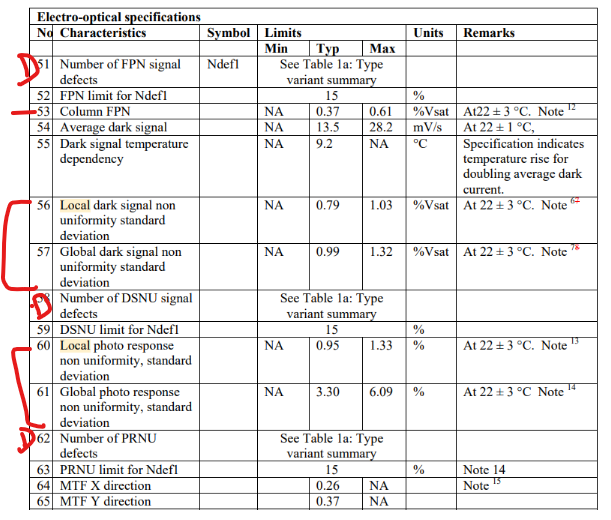 Electro-optical specifications
No Characteristics Symbol Limits Units Remarks
Min Typ Max
D 51 Number of FPN signal defects Ndef1 See Table 1a: Type variant summary
52 FPN limit for Ndef1 15 %
53 Column FPN NA 0.37 0.61 %Vsat At22 ± 3 °C. Note 12
54 Average dark signal NA 13.5 28.2 mV/s At 22 ± 1 °C,
55 Dark signal temperature dependency NA 9.2 NA °C Specification indicates temperature rise for doubling average dark current.
56 Local dark signal non uniformity standard deviation NA 0.79 1.03 %Vsat At 22 ± 3 °C. Note
57 Global dark signal non uniformity standard deviation NA 0.99 1.32 %Vsat At 22 ± 3 °C. Note
D 58 Number of DSNU signal defects See Table 1a: Type variant summary
59 DSNU limit for Ndef1 15 %
60 Local photo response non uniformity, standard deviation NA 0.95 1.33 % At 22 ± 3 °C. Note 13
61 Global photo response non uniformity, standard deviation NA 3.30 6.09 % At 22 ± 3 °C Note 14
D 62 Number of PRNU defects See Table 1a: Type variant summary
63 PRNU limit for Ndef1 15 % Note 14
64 MTF X direction 0.26 NA Note 15
65 MTF Y direction 0.37 NA